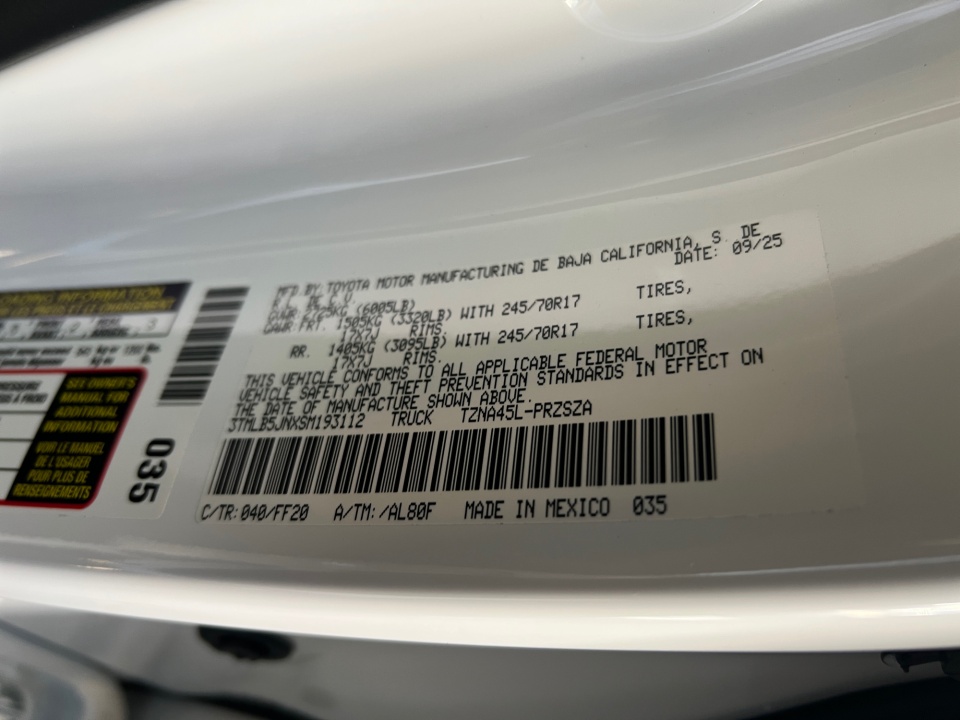 MFD.BY:TOYOTA MOTOR MANUFACTURING DE BAJA CALIFORNIA, S. DE
R.L. DE C.V. DATE: 09/25
GVWR 2725KG (6005LB)
GAWR:FRT. 1505KG (3320LB) WITH 245/70R17 TIRES,
17X7J RIMS.
RR. 1405KG (3095LB) WITH 245/70R17 TIRES,
17X7J RIMS.
THIS VEHICLE CONFORMS TO ALL APPLICABLE FEDERAL MOTOR
VEHICLE SAFETY AND THEFT PREVENTION STANDARDS IN EFFECT ON
THE DATE OF MANUFACTURE SHOWN ABOVE.
3TMLB5JNXSM193112 TRUCK TZNA45L-PRZSZA
C/TR:040/FF20 A/TM:/AL80F MADE IN MEXICO 035
035
INFORMATION
SEE OWNER'S
MANUAL FOR
ADDITIONAL
INFORMATION
VOIR LE MANUEL
DE L'USAGER
POUR PLUS DE
RENSEIGNEMENTS